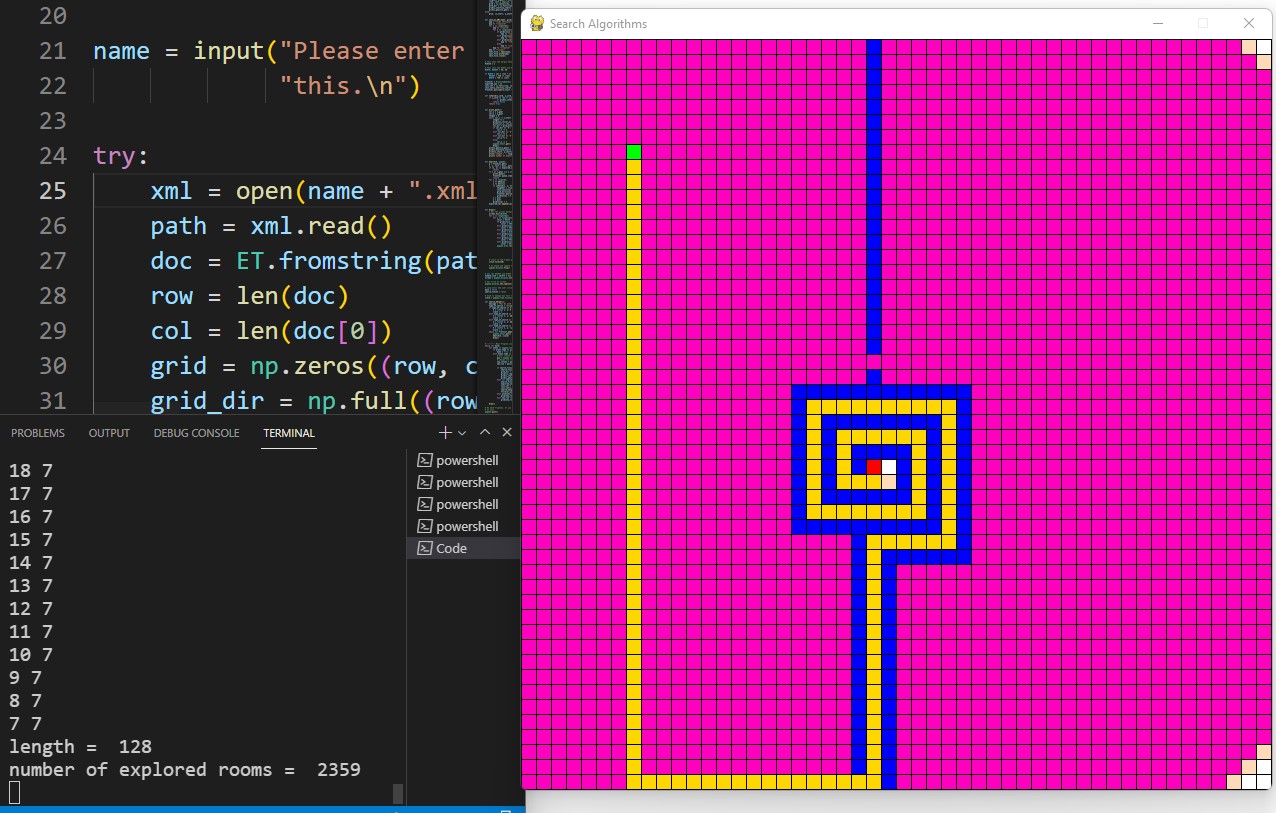 20
21 name = input("Please enter
22 "this.\n")
23
24 try:
25 xml = open(name + ".xml
26 path = xml.read()
27 doc = ET.fromstring(pat
28 row = len(doc)
29 col = len(doc[0])
30 grid = np.zeros((row, c
31 grid_dir = np.full((row
PROBLEMS OUTPUT DEBUG CONSOLE TERMINAL
18 7
17 7
16 7
15 7
14 7
13 7
12 7
11 7
10 7
9 7
8 7
7 7
length =  128
number of explored rooms =  2359
powershell
powershell
powershell
powershell
Code
Search Algorithms